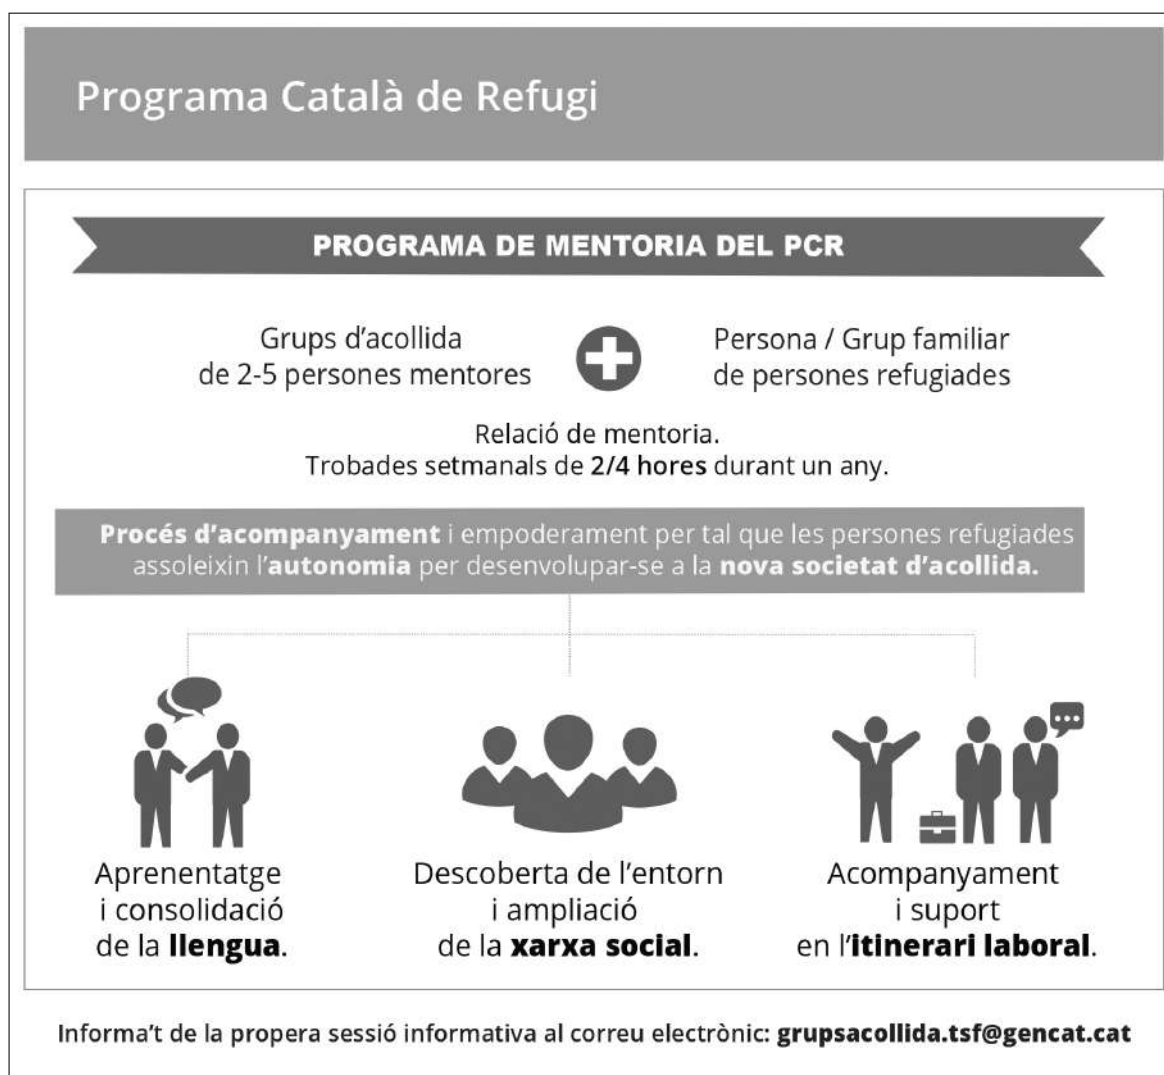 Programa Català de Refugi
PROGRAMA DE MENTORIA DEL PCR
Grups d’acollida
de 2-5 persones mentores
Persona / Grup familiar
de persones refugiades
Relació de mentoria.
Trobades setmanals de 2/4 hores durant un any.
Procés d’acompanyament i empoderament per tal que les persones refugiades
assoleixin l’autonomia per desenvolupar-se a la nova societat d’acollida.
Aprenentatge
i consolidació
de la llengua.
Descoberta de l’entorn
i ampliació
de la xarxa social.
Acompanyament
i suport
en l’itinerari laboral.
Informa’t de la propera sessió informativa al correu electrònic: grupsacollida.tsf@gencat.cat